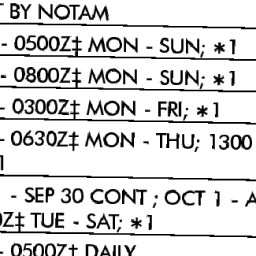 BY NOTAM
- 0500Z‡ MON - SUN; *1
- 0800Z‡ MON - SUN; *1
- 0300Z‡ MON - FRI; *1
- 0630Z‡ MON - THU; 1300
1
- SEP 30 CONT ; OCT 1 - A
0Z‡ TUE - SAT; *1
- 0500Z‡ DAILY